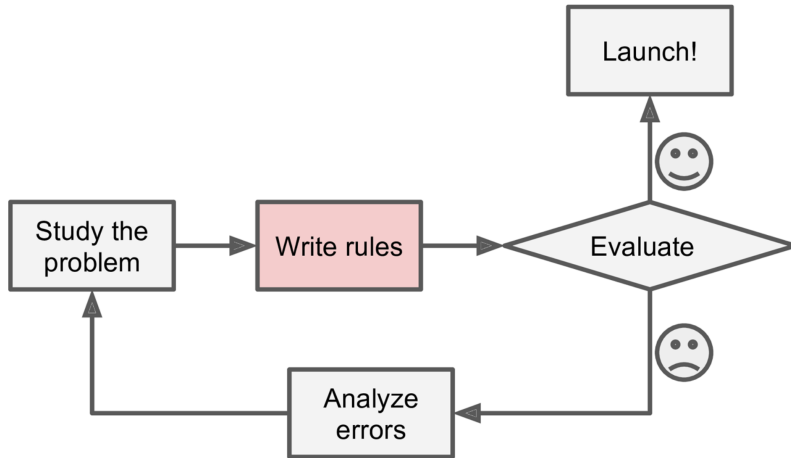 Launch!
Study the
problem
Write rules
Evaluate
Analyze
errors